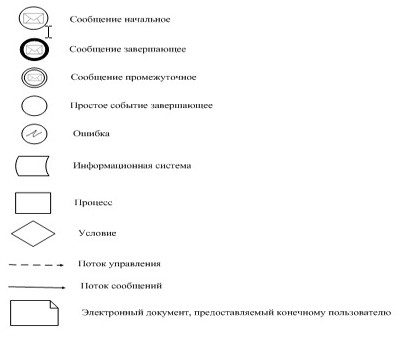 Сообщение начальное
Сообщение завершающее
Сообщение промежуточное
Простое событие завершающее
Ошибка
Информационная система
Процесс
Условие
Поток управления
Поток сообщений
Электронный документ, предоставляемый конечному пользователю